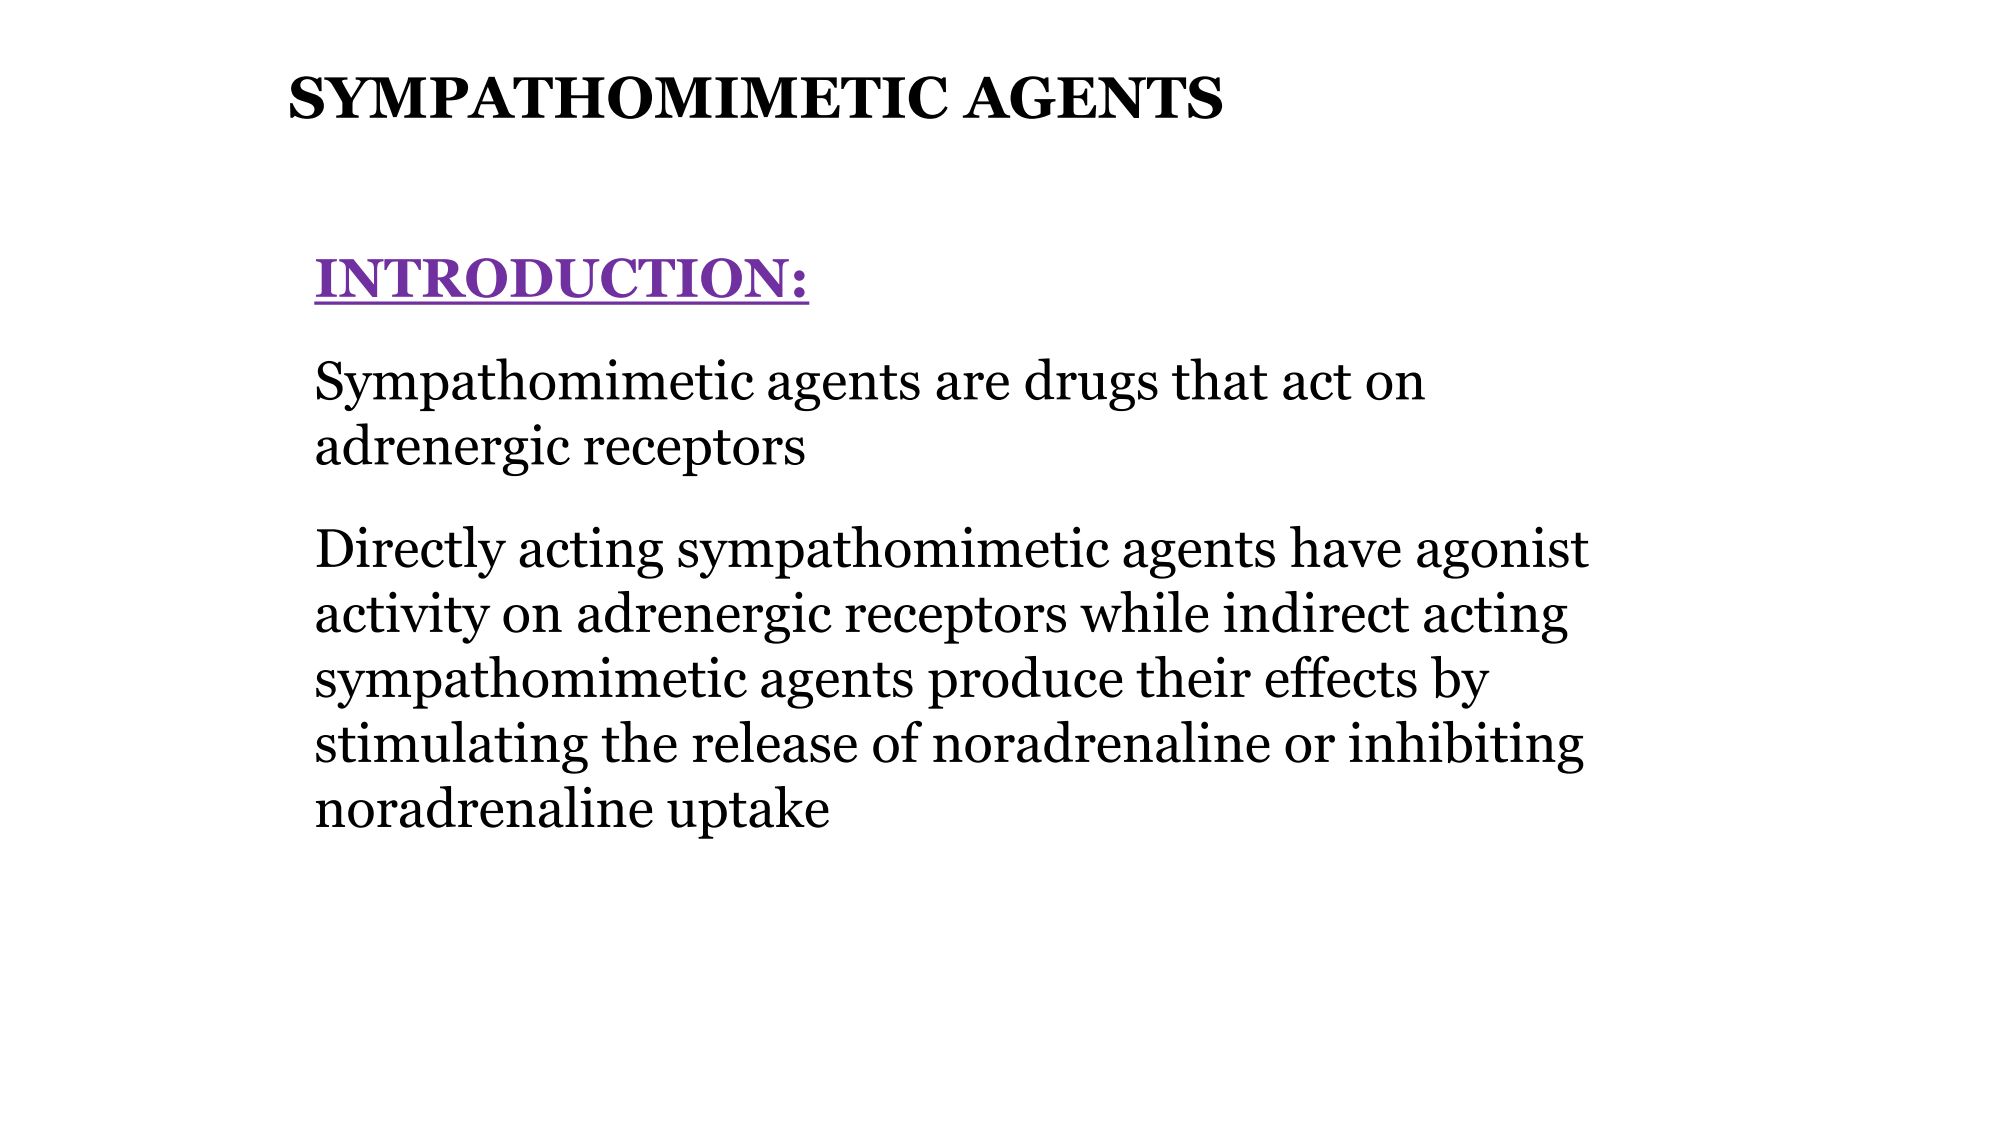 SYMPATHOMIMETIC AGENTS
INTRODUCTION:
Sympathomimetic agents are drugs that act on
adrenergic receptors
Directly acting sympathomimetic agents have agonist
activity on adrenergic receptors while indirect acting
sympathomimetic agents produce their effects by
stimulating the release of noradrenaline or inhibiting
noradrenaline uptake